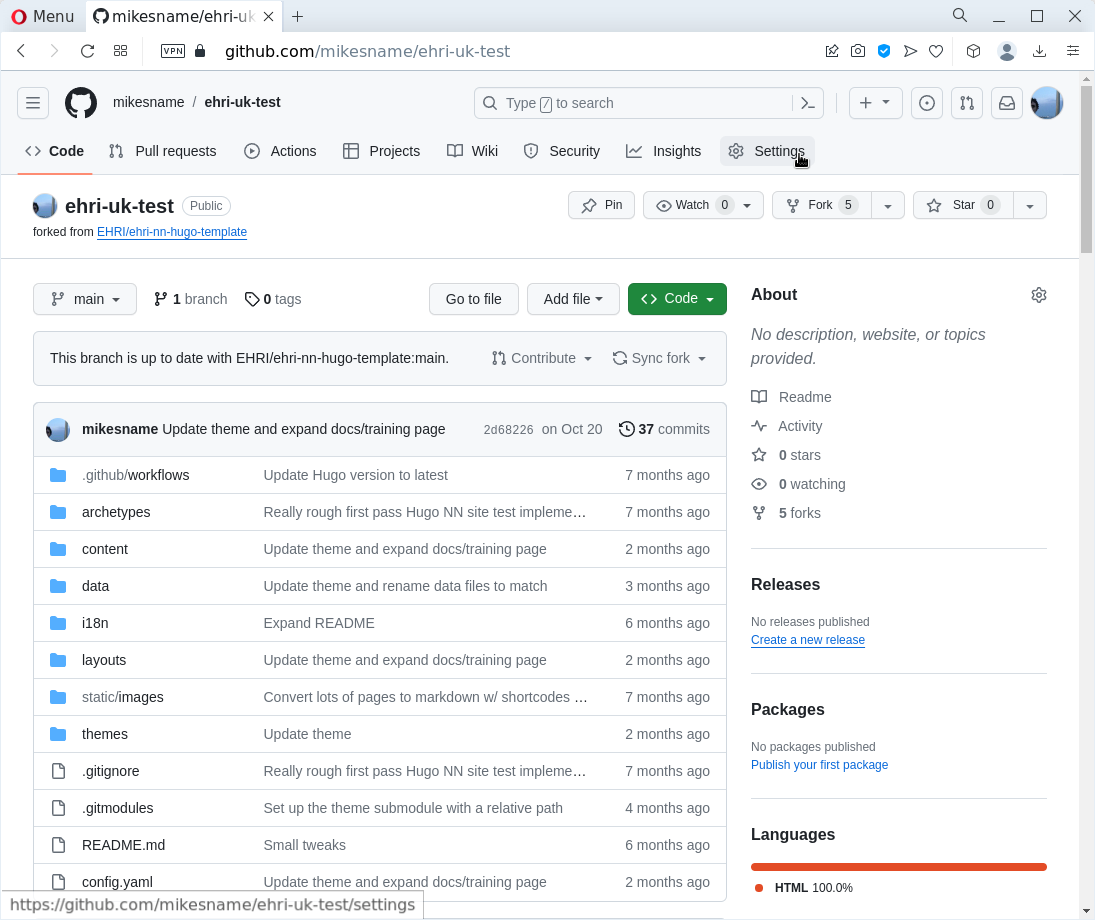 Menu mikesname/ehri-uk
VPN github.com/mikesname/ehri-uk-test
mikesname / ehri-uk-test Type / to search
Code Pull requests Actions Projects Wiki Security Insights Settings
ehri-uk-test Public Pin Watch 0 Fork 5 Star 0
forked from EHRI/ehri-nn-hugo-template
main 1 branch 0 tags Go to file Add file Code
This branch is up to date with EHRI/ehri-nn-hugo-template:main. Contribute Sync fork
mikesname Update theme and expand docs/training page 2d68226 on Oct 20 37 commits
.github/workflows Update Hugo version to latest 7 months ago
archetypes Really rough first pass Hugo NN site test impleme… 7 months ago
content Update theme and expand docs/training page 2 months ago
data Update theme and rename data files to match 3 months ago
i18n Expand README 6 months ago
layouts Update theme and expand docs/training page 2 months ago
static/images Convert lots of pages to markdown w/ shortcodes … 7 months ago
themes Update theme 2 months ago
.gitignore Really rough first pass Hugo NN site test impleme… 7 months ago
.gitmodules Set up the theme submodule with a relative path 4 months ago
README.md Small tweaks 6 months ago
config.yaml Update theme and expand docs/training page 2 months ago
About
No description, website, or topics
provided.
Readme
Activity
0 stars
0 watching
5 forks
Releases
No releases published
Create a new release
Packages
No packages published
Publish your first package
Languages
HTML 100.0%
https://github.com/mikesname/ehri-uk-test/settings